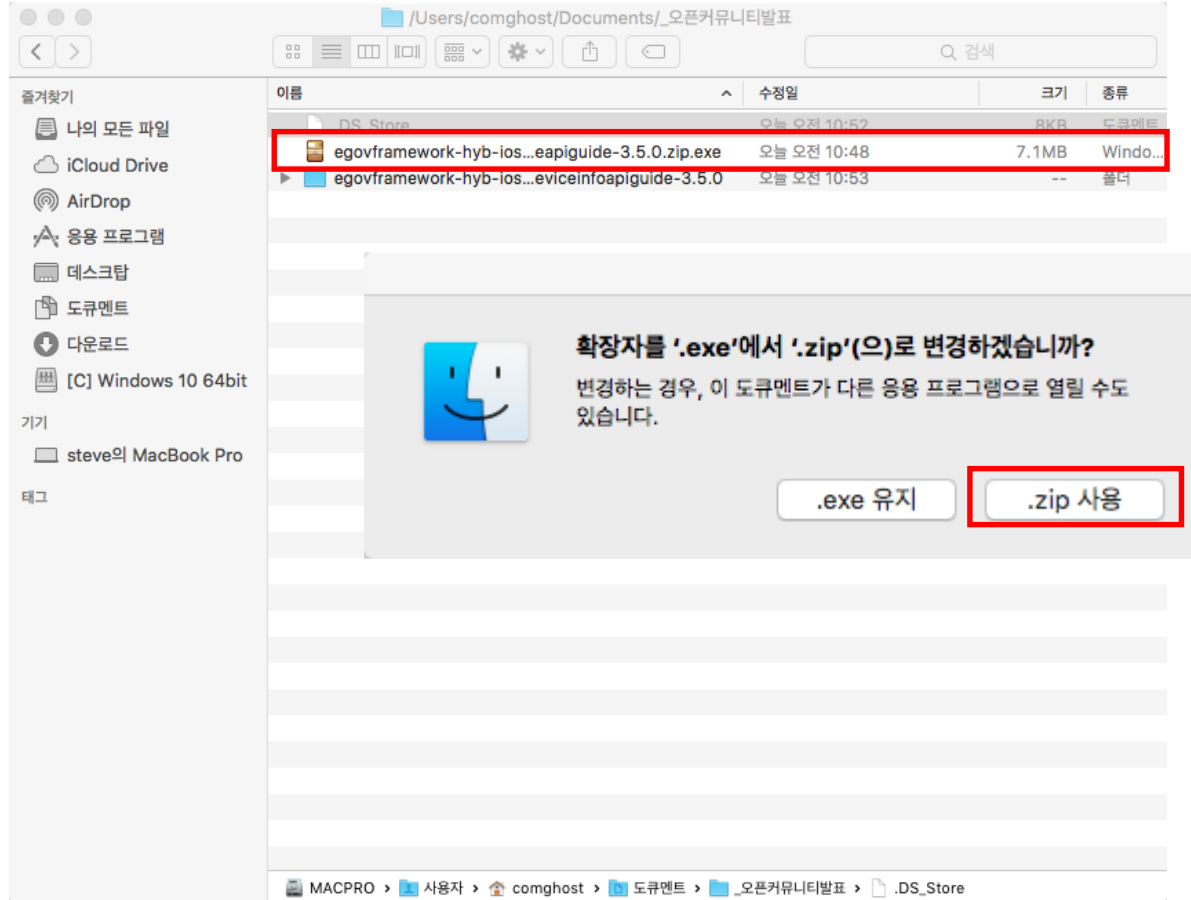 /Users/comghost/Documents/_오픈커뮤니티발표
검색
즐겨찾기
나의 모든 파일
iCloud Drive
AirDrop
응용 프로그램
데스크탑
도큐멘트
다운로드
[C] Windows 10 64bit
기기
steve의 MacBook Pro
태그
이름 수정일 크기 종류
.DS_Store 오늘 오전 10:52 8KB 도큐멘트
egovframework-hyb-ios...eapiguide-3.5.0.zip.exe 오늘 오전 10:48 7.1MB Windo...
egovframework-hyb-ios...eviceinfoapiguide-3.5.0 오늘 오전 10:53 -- 폴더
확장자를 ‘.exe’에서 ‘.zip’(으)로 변경하겠습니까?
변경하는 경우, 이 도큐멘트가 다른 응용 프로그램으로 열릴 수도
있습니다.
.exe 유지
.zip 사용
MACPRO › 사용자 › comghost › 도큐멘트 › _오픈커뮤니티발표 › .DS_Store